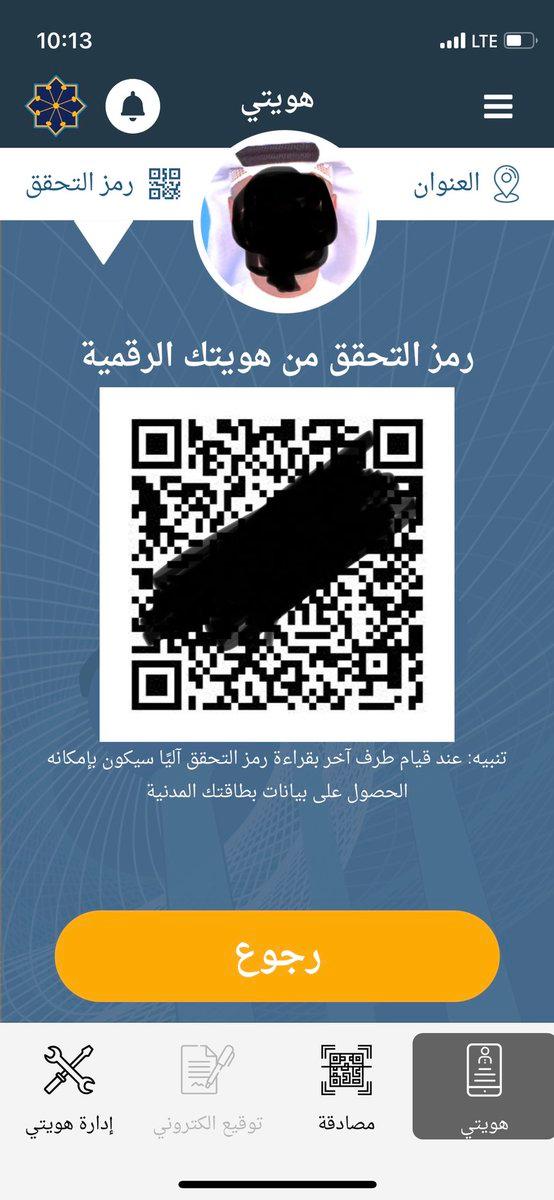 10:13
LTE
هويتي
العنوان
رمز التحقق
رمز التحقق من هويتك الرقمية
تنبيه: عند قيام طرف آخر بقراءة رمز التحقق آليًا سيكون بإمكانه
الحصول على بيانات بطاقتك المدنية
رجوع
هويتي
مصادقة
توقيع الكتروني
إدارة هويتي